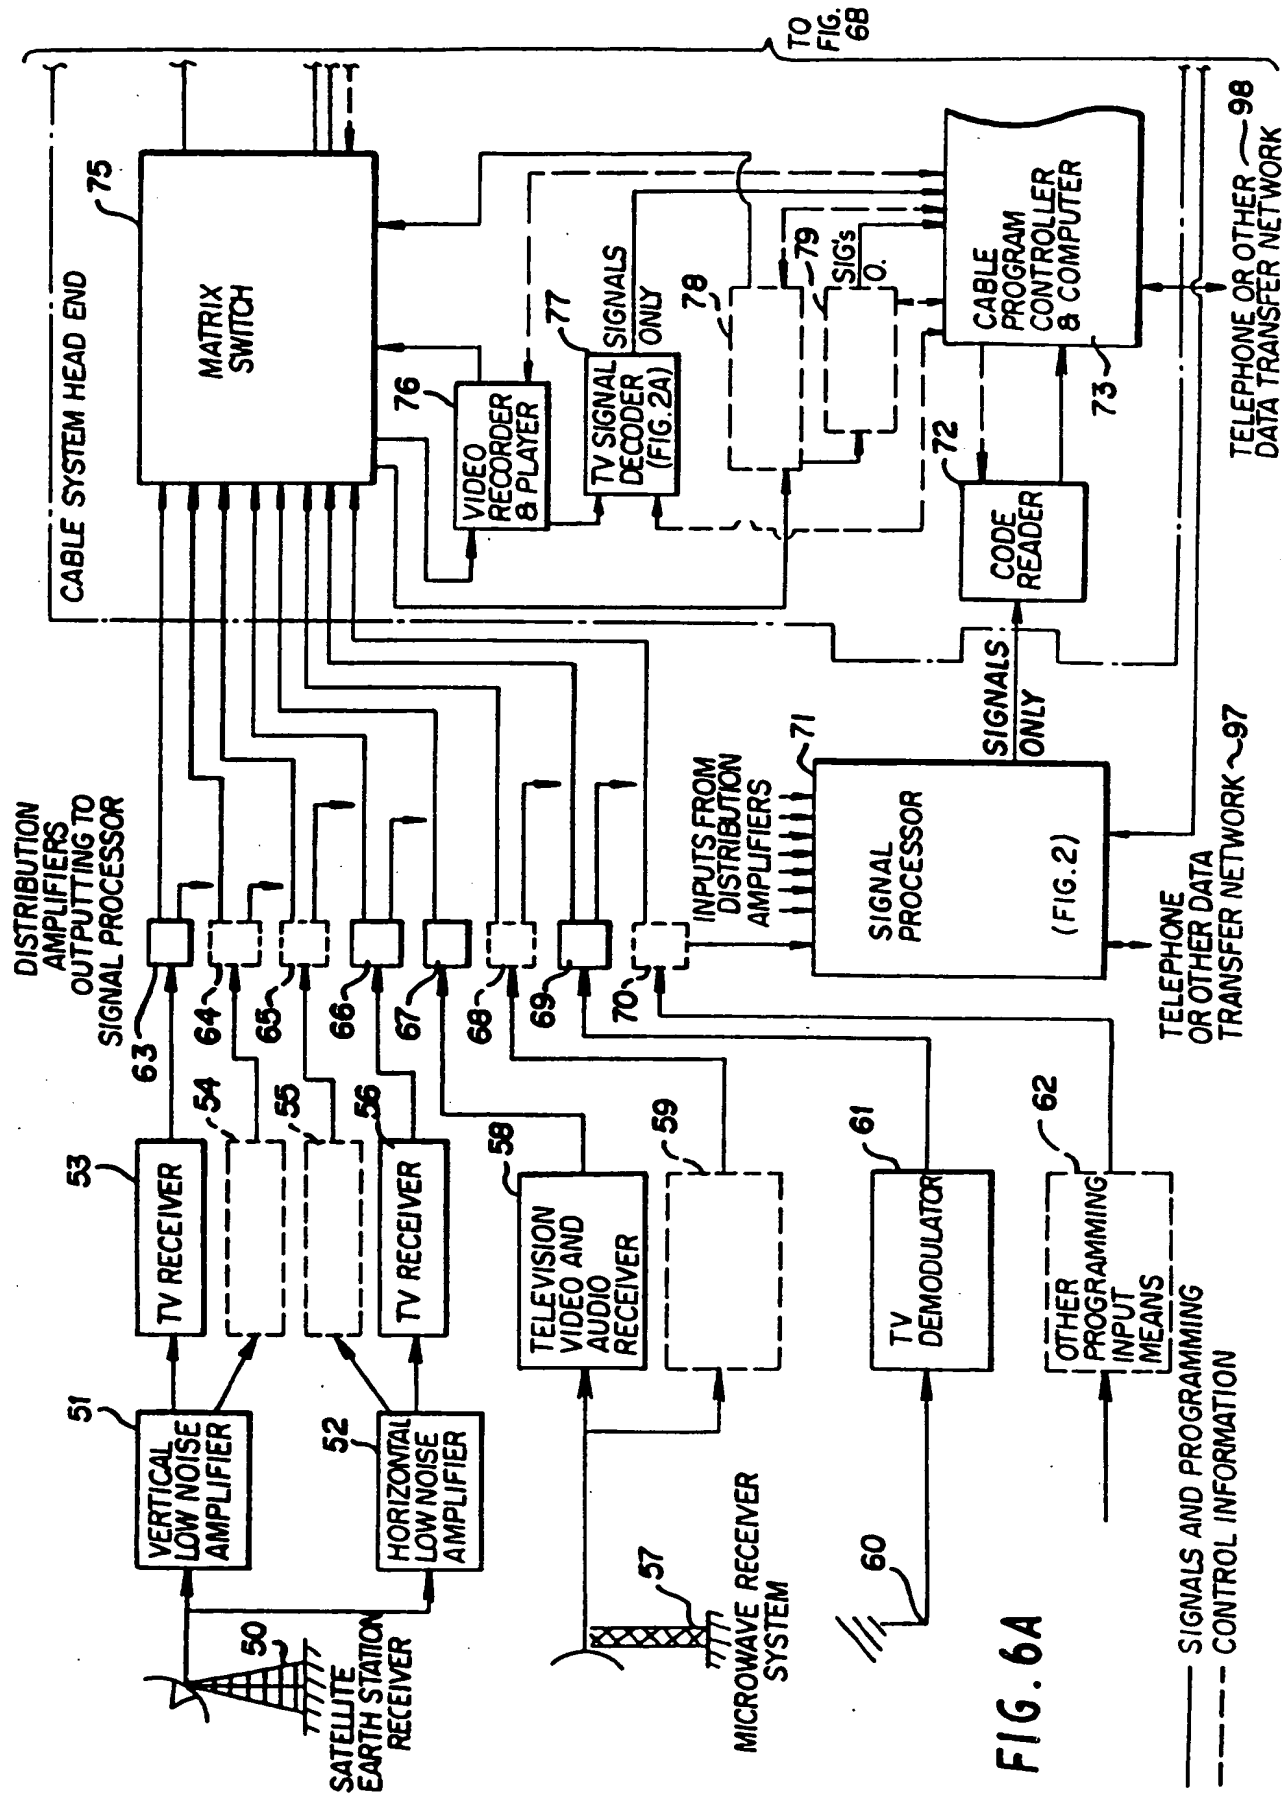 CABLE SYSTEM HEAD END
TO
FIG.
6B
DISTRIBUTION
AMPLIFIERS
OUTPUTTING TO
SIGNAL PROCESSOR
50
SATELLITE
EARTH STATION
RECEIVER
51
VERTICAL
LOW NOISE
AMPLIFIER
52
HORIZONTAL
LOW NOISE
AMPLIFIER
53
TV RECEIVER
54
55
56
TV RECEIVER
63
64
65
66
67
68
69
70
75
MATRIX
SWITCH
76
VIDEO
RECORDER
& PLAYER
77
TV SIGNAL
DECODER
(FIG.2A)
SIGNALS
ONLY
78
79
SIG's
O.
57
MICROWAVE RECEIVER
SYSTEM
58
TELEVISION
VIDEO AND
AUDIO
RECEIVER
59
60
61
TV
DEMODULATOR
62
OTHER
PROGRAMMING
INPUT
MEANS
INPUTS FROM
DISTRIBUTION
AMPLIFIERS
71
SIGNAL
PROCESSOR
(FIG.2)
SIGNALS
ONLY
72
CODE
READER
CABLE
PROGRAM
CONTROLLER
& COMPUTER
73
TELEPHONE
OR OTHER DATA
TRANSFER NETWORK 97
TELEPHONE OR OTHER 98
DATA TRANSFER NETWORK
FIG. 6A
SIGNALS AND PROGRAMMING
CONTROL INFORMATION